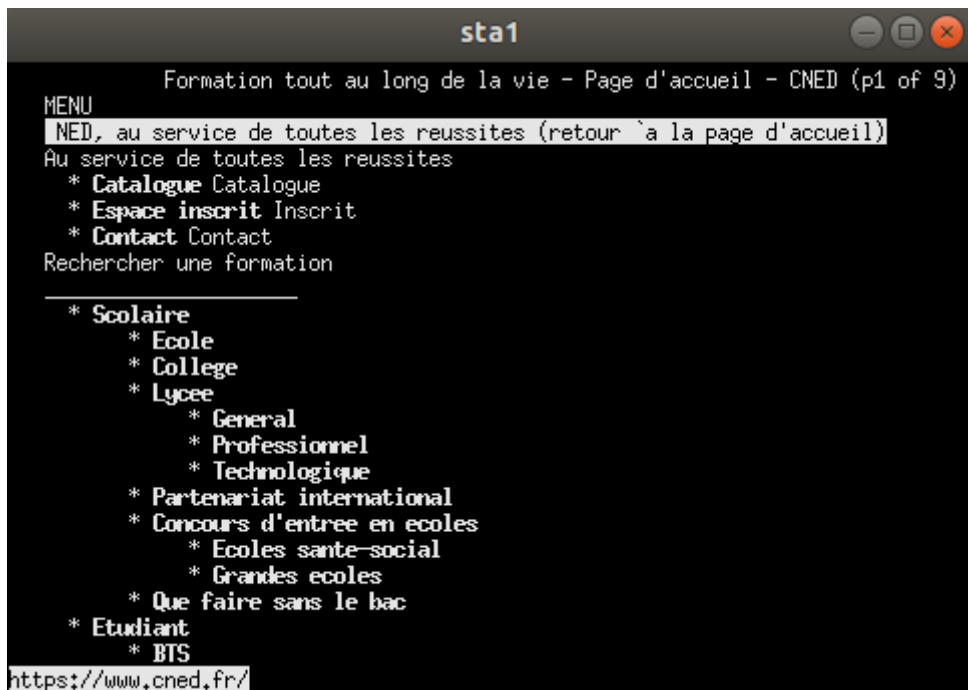 sta1
Formation tout au long de la vie - Page d'accueil - CNED (p1 of 9)
MENU
NED, au service de toutes les reussites (retour `a la page d'accueil)
Au service de toutes les reussites
* Catalogue Catalogue
* Espace inscrit Inscrit
* Contact Contact
Rechercher une formation
____________________
* Scolaire
* Ecole
* College
* Lycee
* General
* Professionnel
* Technologique
* Partenariat international
* Concours d'entree en ecoles
* Ecoles sante-social
* Grandes ecoles
* Que faire sans le bac
* Etudiant
* BTS
https://www.cned.fr/